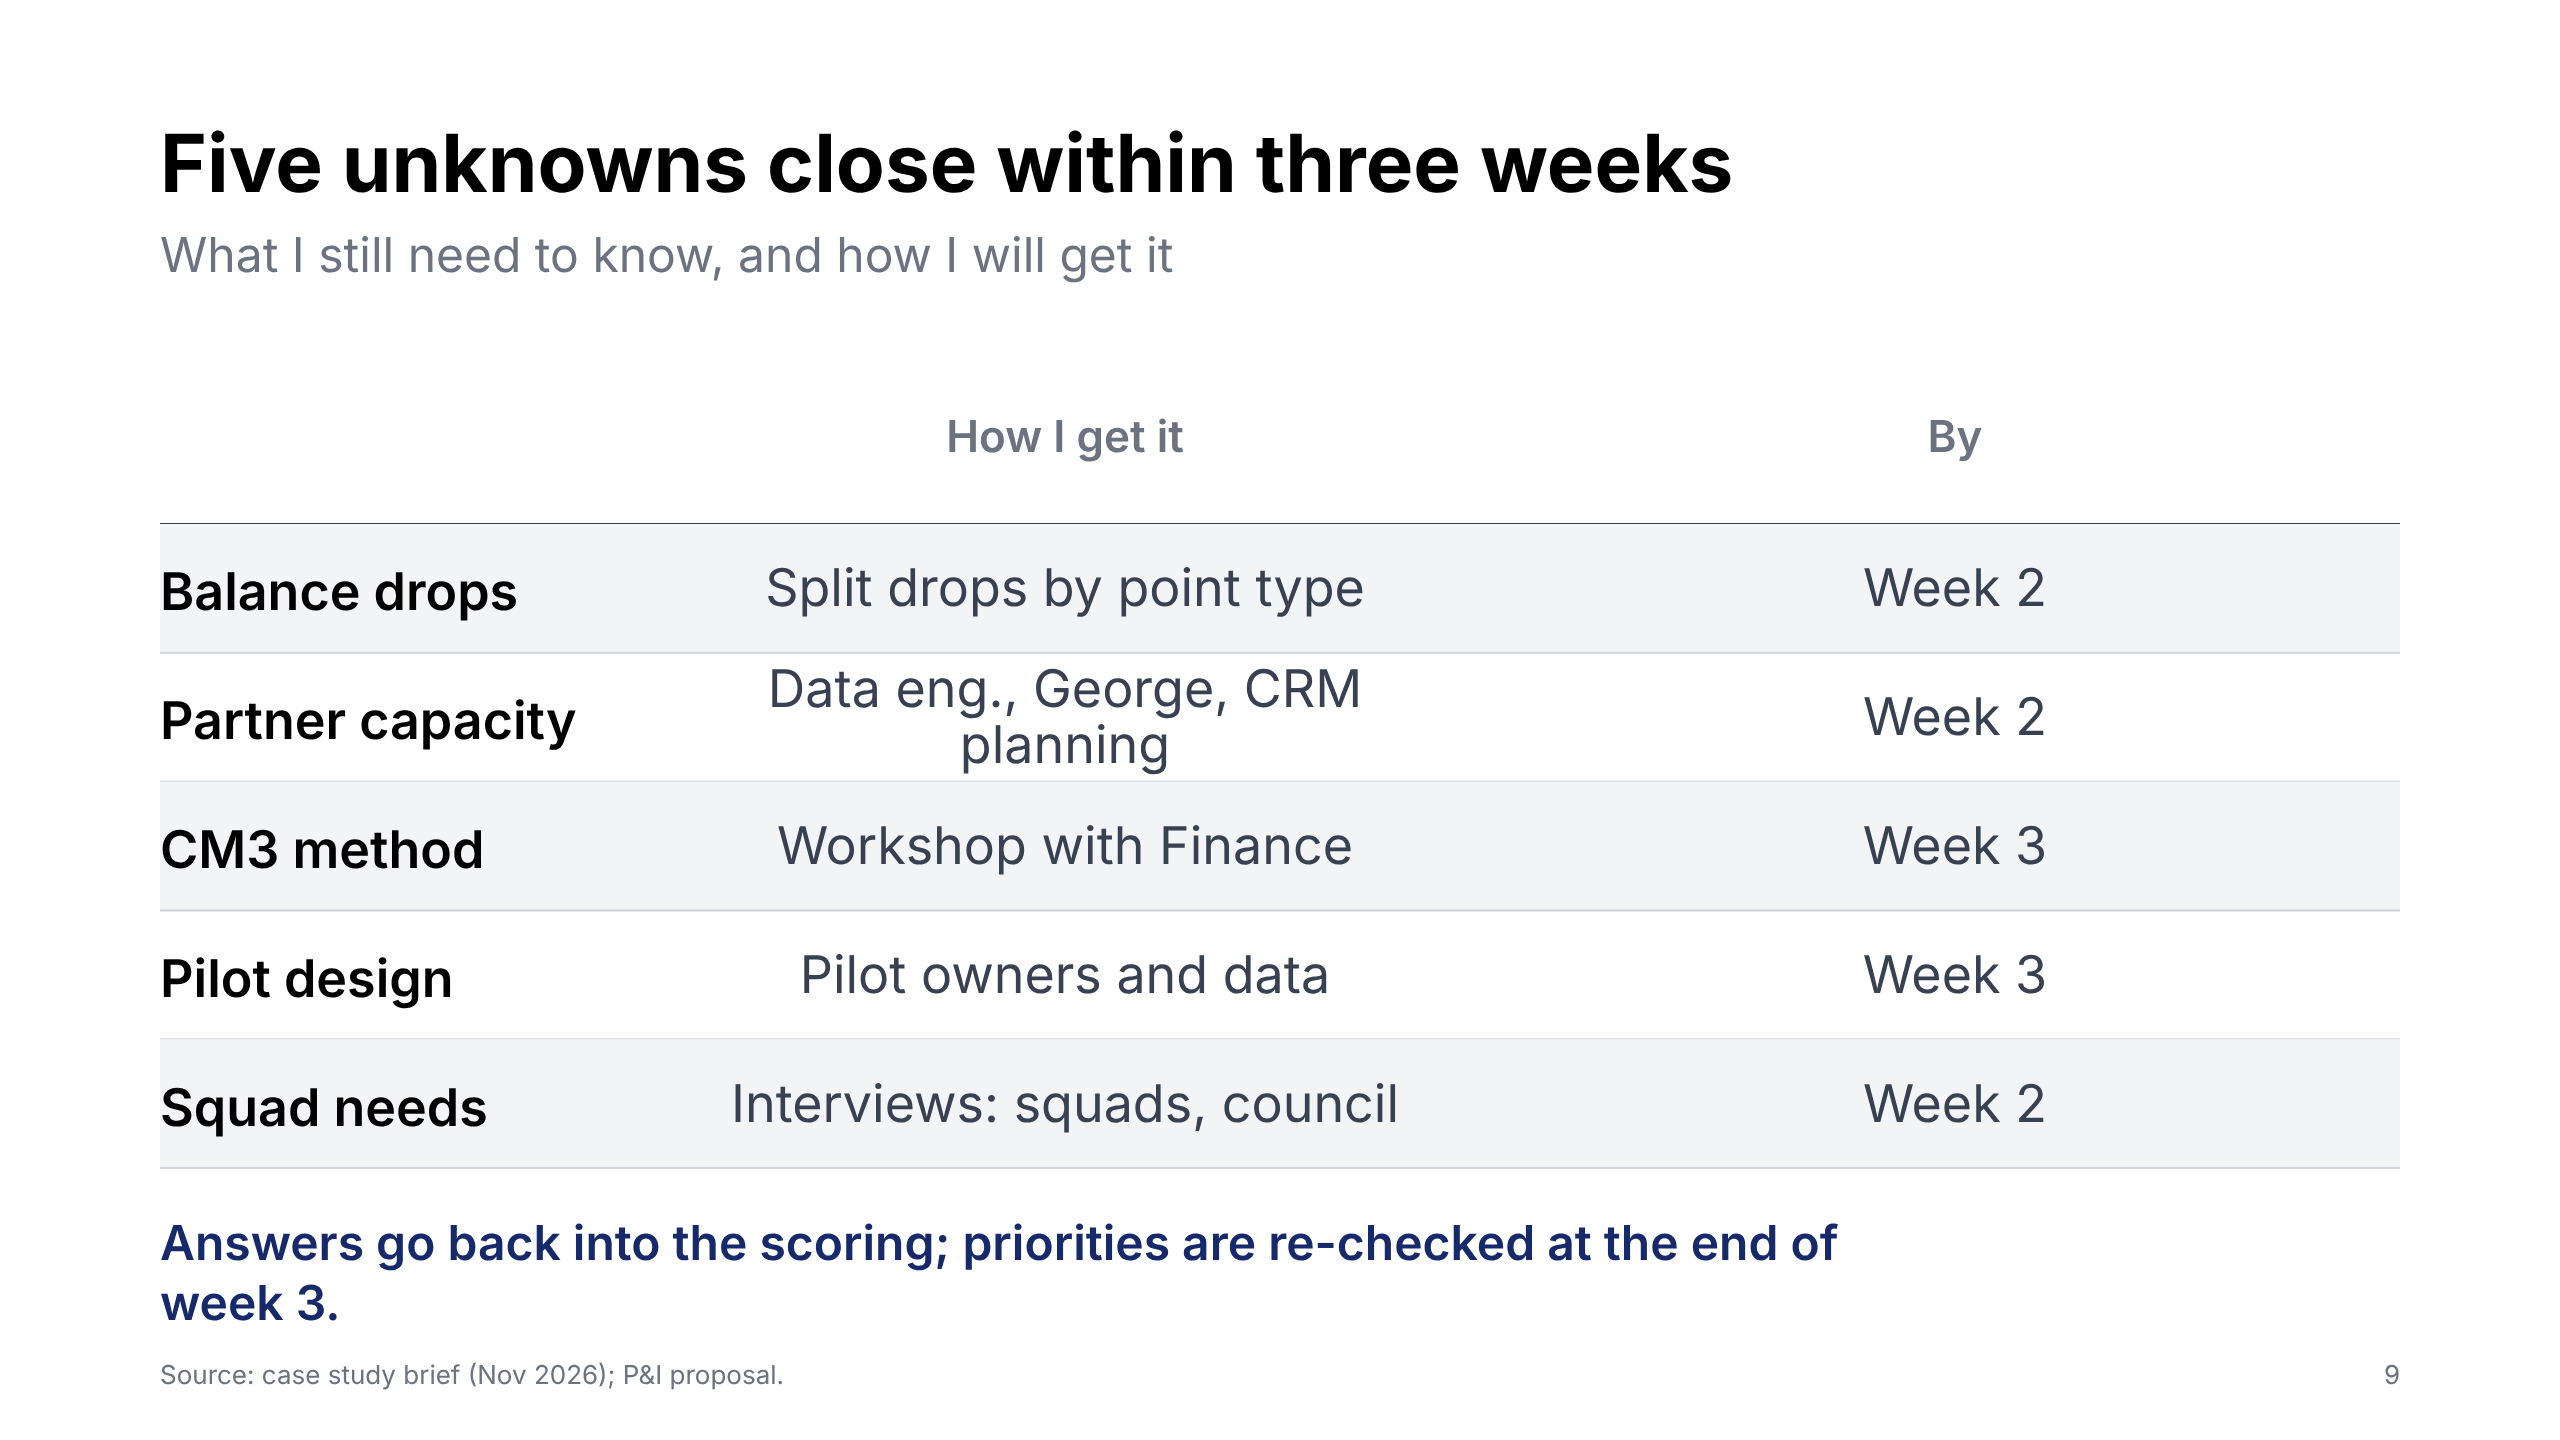 Five unknowns close within three weeks
What I still need to know, and how I will get it
How I get it By
Balance drops Split drops by point type Week 2
Partner capacity Data eng., George, CRM planning Week 2
CM3 method Workshop with Finance Week 3
Pilot design Pilot owners and data Week 3
Squad needs Interviews: squads, council Week 2
Answers go back into the scoring; priorities are re-checked at the end of
week 3.
Source: case study brief (Nov 2026); P&I proposal. 9